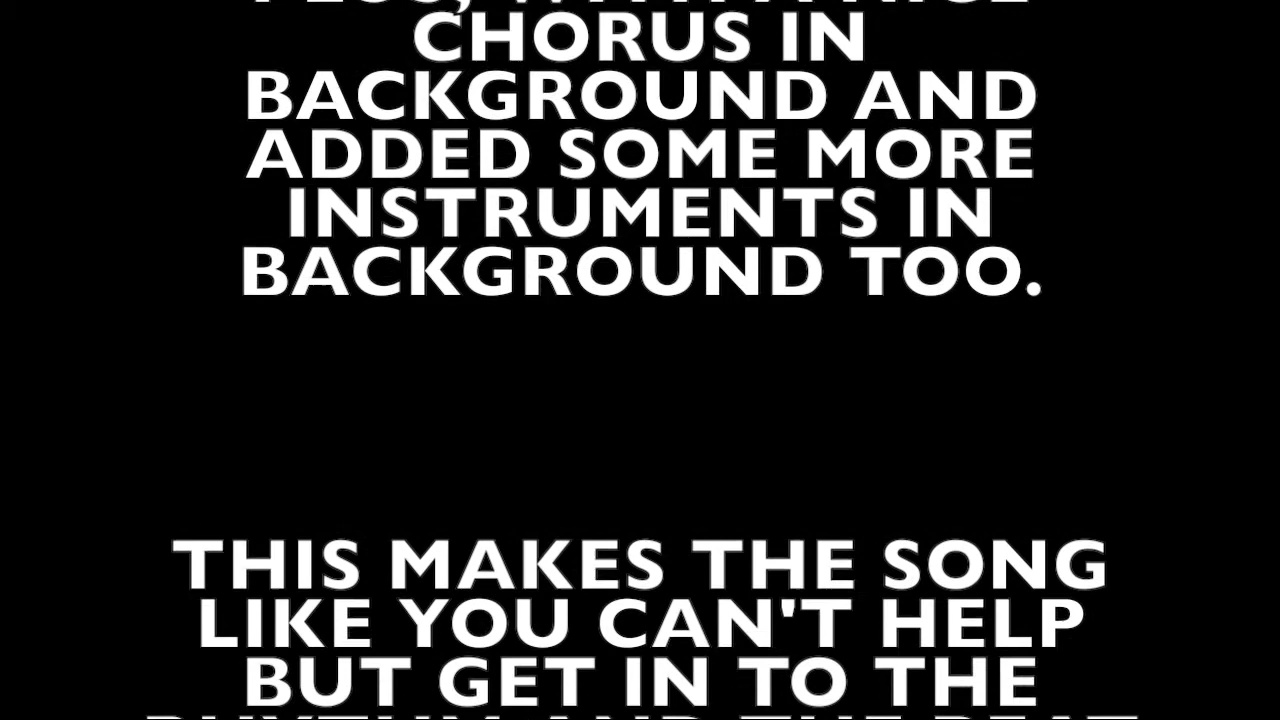 CHORUS IN
BACKGROUND AND
ADDED SOME MORE
INSTRUMENTS IN
BACKGROUND TOO.
THIS MAKES THE SONG
LIKE YOU CAN'T HELP
BUT GET IN TO THE